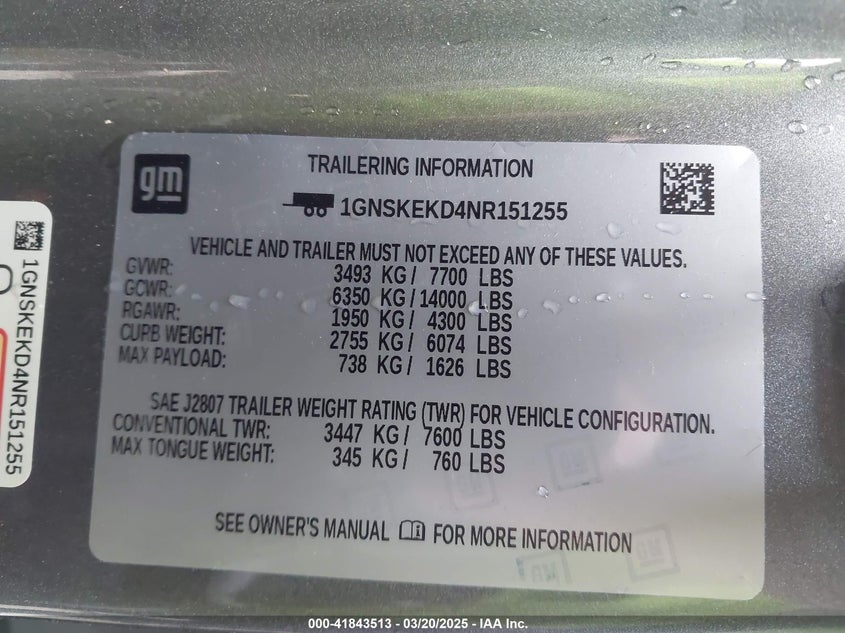 gm
TRAILERING INFORMATION
1GNSKEKD4NR151255
VEHICLE AND TRAILER MUST NOT EXCEED ANY OF THESE VALUES.
GVWR: 3493 KG / 7700 LBS
GCWR: 6350 KG / 14000 LBS
RGAWR: 1950 KG / 4300 LBS
CURB WEIGHT: 2755 KG / 6074 LBS
MAX PAYLOAD: 738 KG / 1626 LBS
SAE J2807 TRAILER WEIGHT RATING (TWR) FOR VEHICLE CONFIGURATION.
CONVENTIONAL TWR: 3447 KG / 7600 LBS
MAX TONGUE WEIGHT: 345 KG / 760 LBS
SEE OWNER'S MANUAL FOR MORE INFORMATION
1GNSKEKD4NR151255
000-41843513 - 03/20/2025 - IAA Inc.